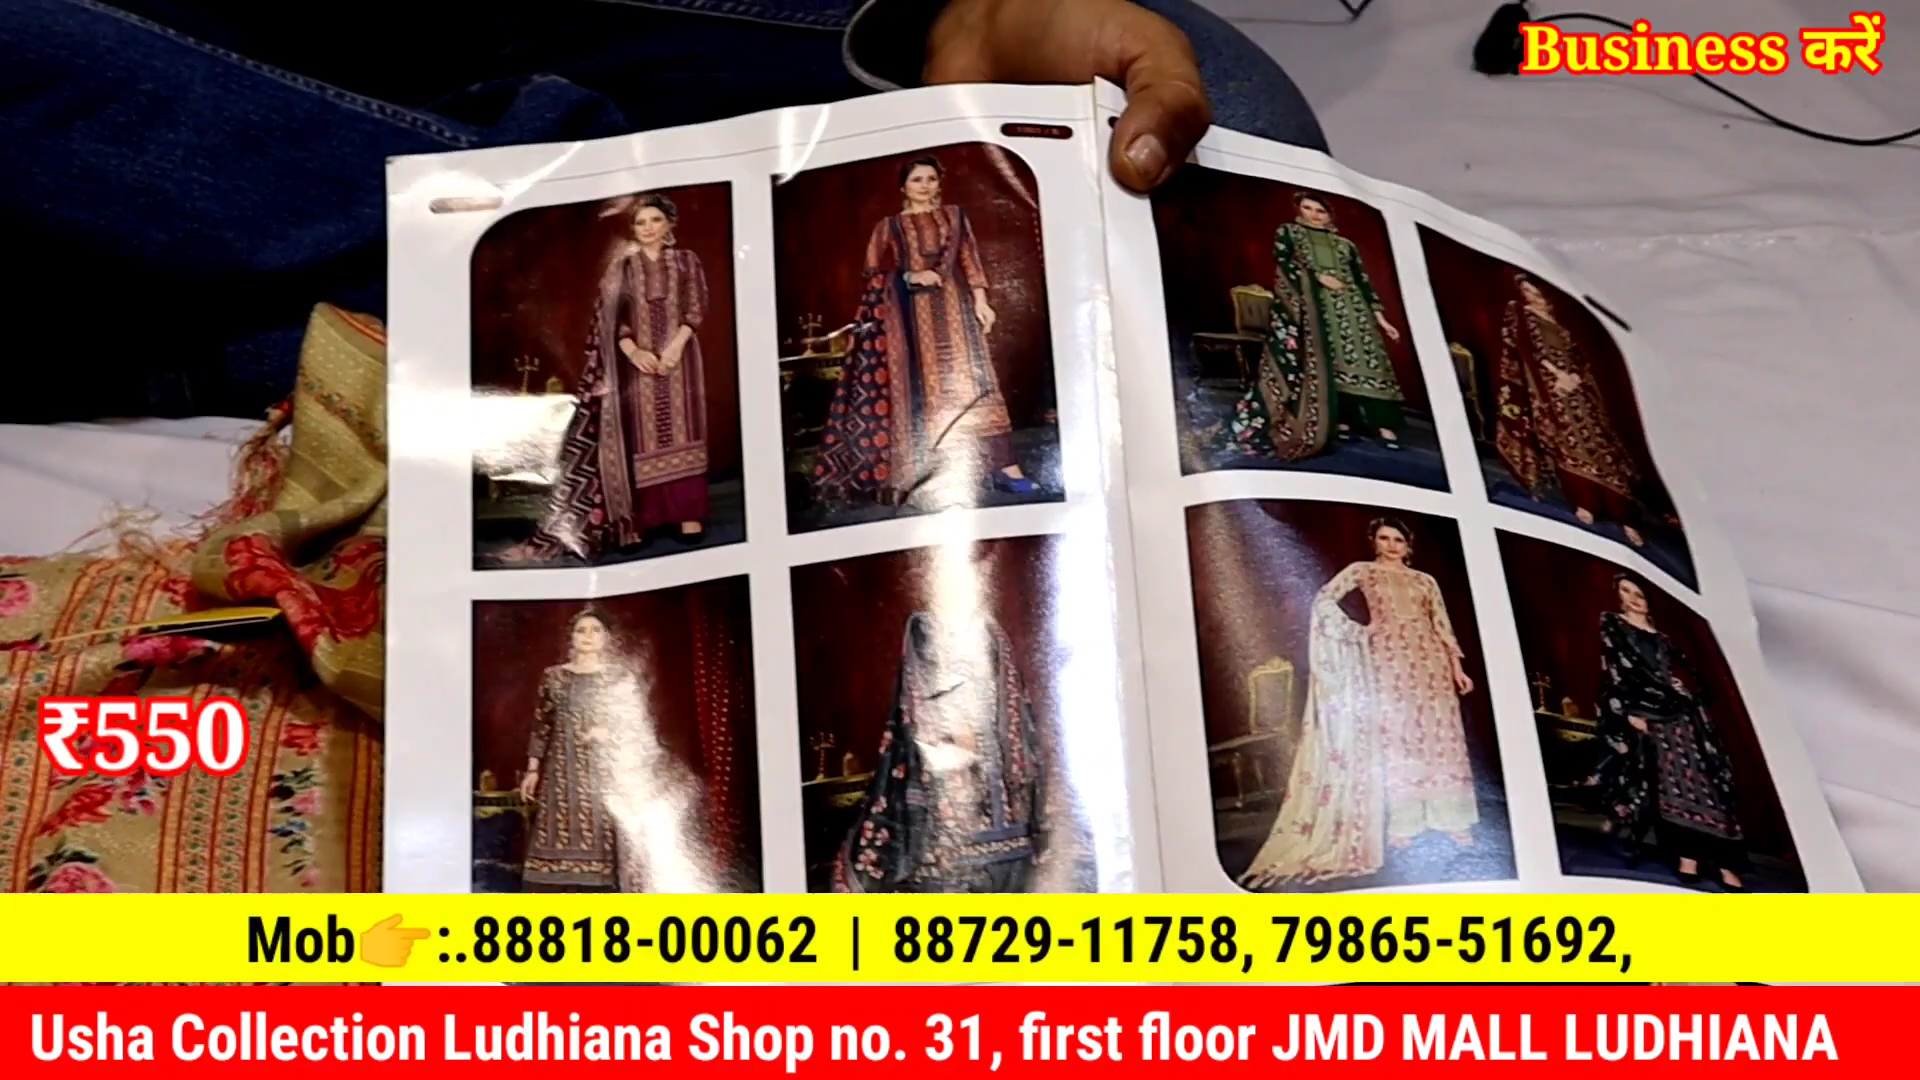 Business करें
₹550
Mob👉:.88818-00062 | 88729-11758, 79865-51692,
Usha Collection Ludhiana Shop no. 31, first floor JMD MALL LUDHIANA